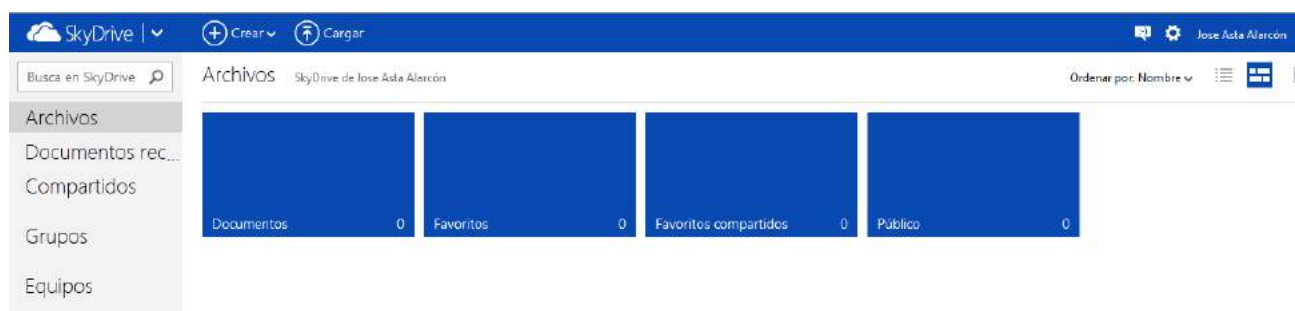 SkyDrive
Crear
Cargar
Jose Asta Alarcón
Busca en SkyDrive
Archivos
SkyDrive de Jose Asta Alarcón
Ordenar por: Nombre
Archivos
Documentos rec...
Compartidos
Grupos
Equipos
Documentos 0
Favoritos 0
Favoritos compartidos 0
Público 0